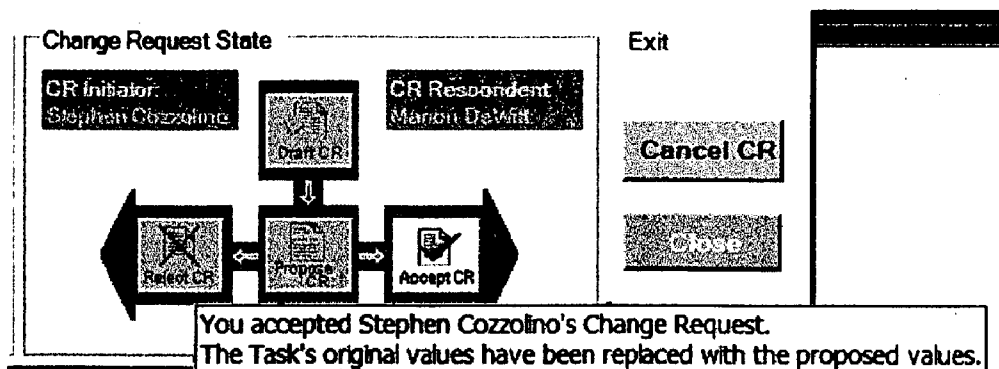 Change Request State
Exit
CR Initiator:
Stephen Cozzolino
CR Respondent
Marion DeWitt
Draft CR
Cancel CR
Reject CR
Propose CR
Accept CR
Close
You accepted Stephen Cozzolino's Change Request.
The Task's original values have been replaced with the proposed values.